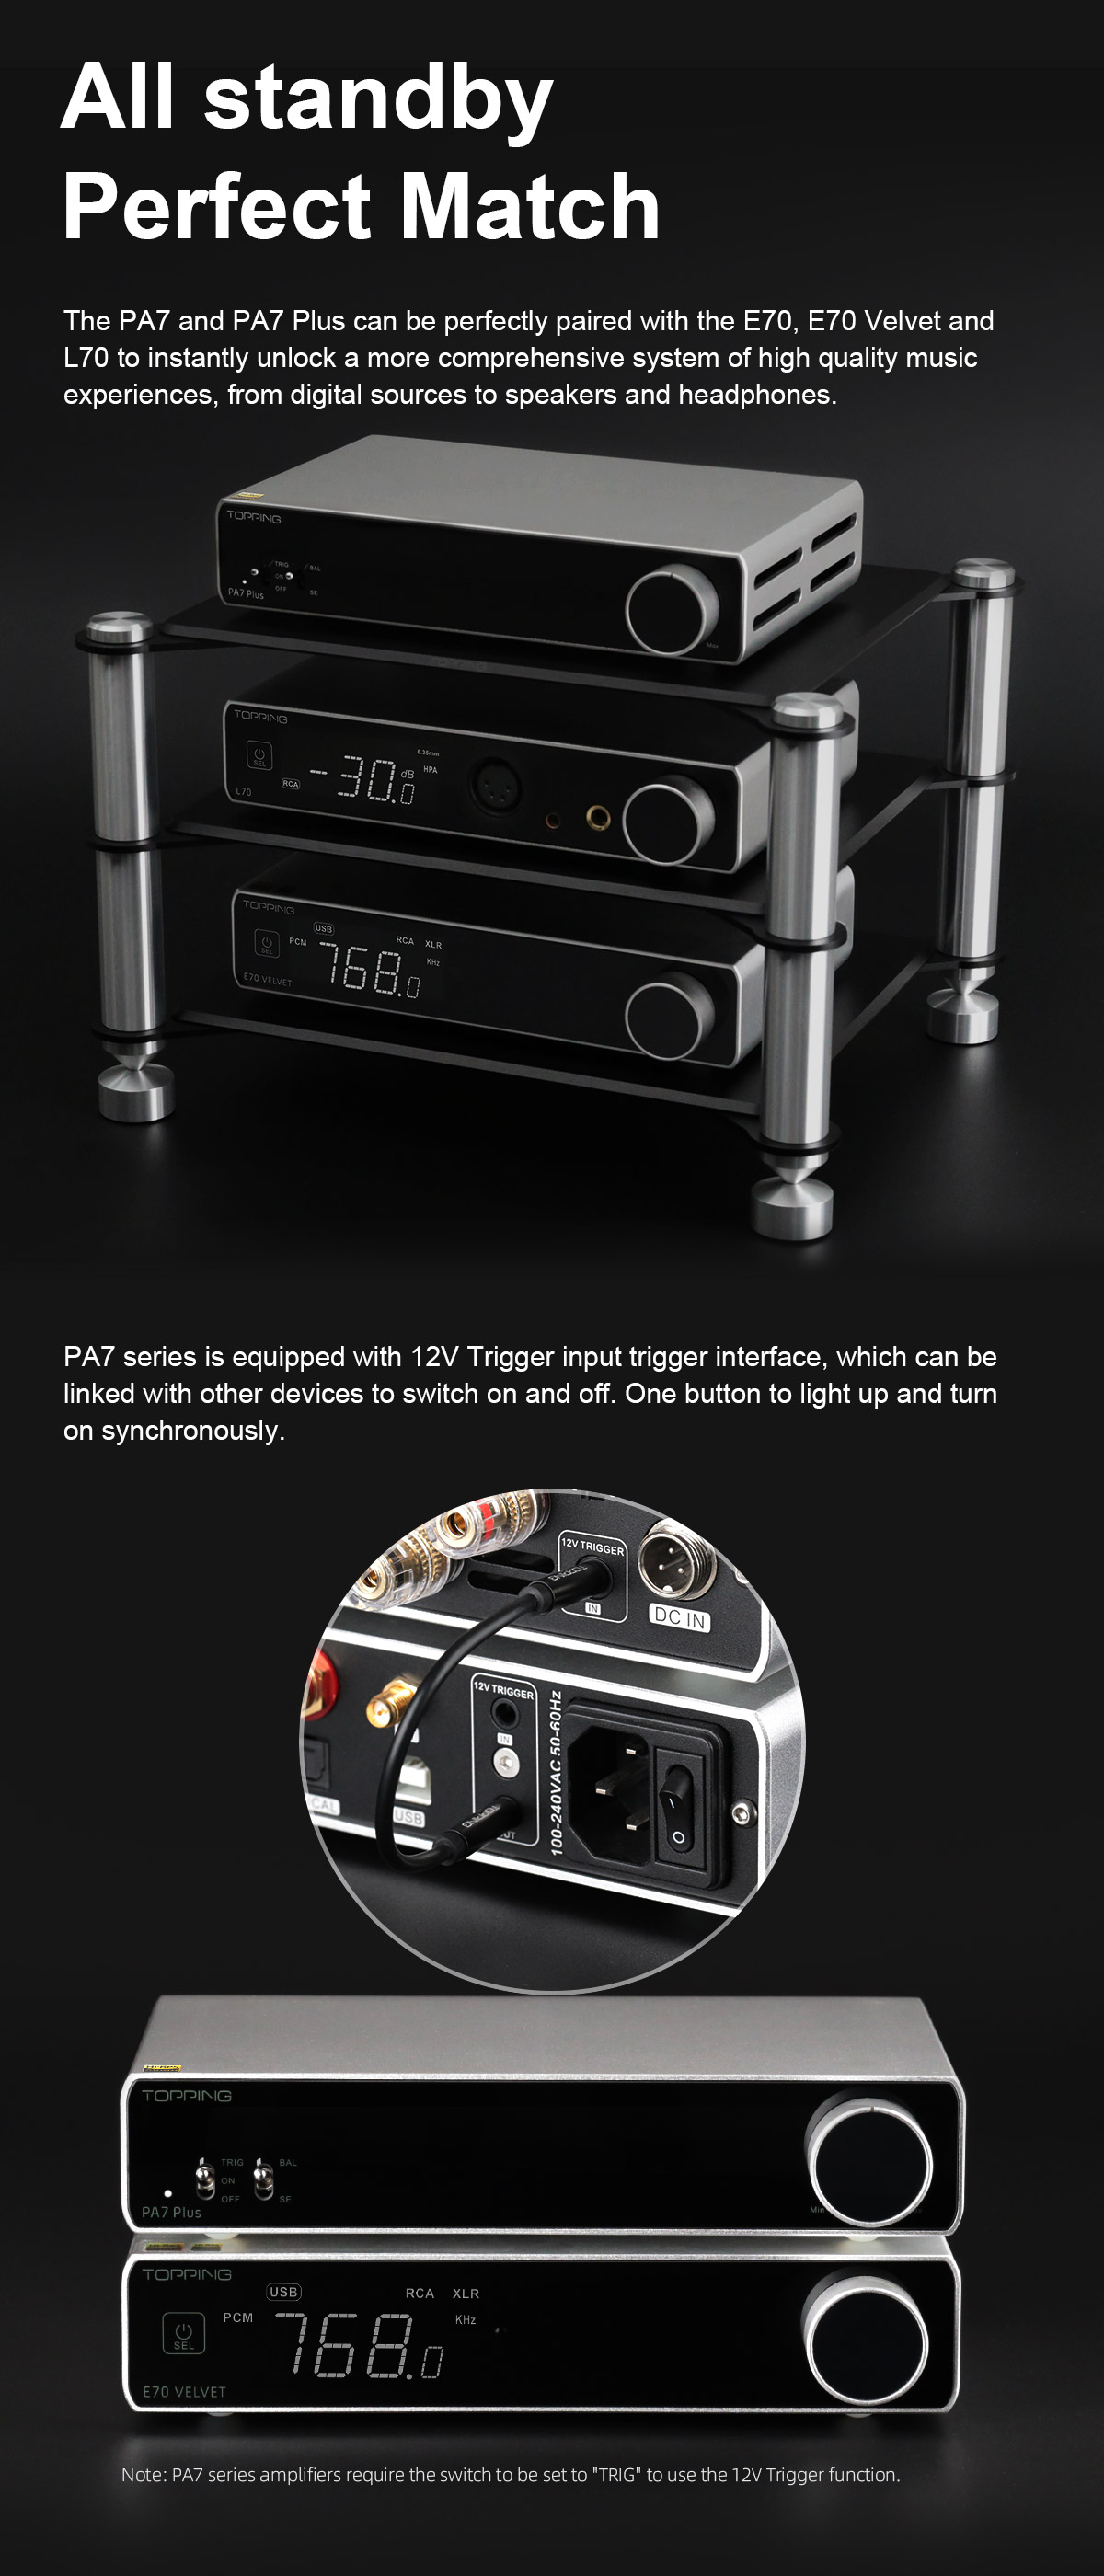 All standby
Perfect Match
The PA7 and PA7 Plus can be perfectly paired with the E70, E70 Velvet and
L70 to instantly unlock a more comprehensive system of high quality music
experiences, from digital sources to speakers and headphones.
TOPPING
TRIG
BAL
ON
OFF
SE
PA7 Plus
Max
TOPPING
6.35mm
SEL
-30.0 dB
HPA
RCA
L70
TOPPING
USB
RCA XLR
SEL
PCM
768.0
KHz
E70 VELVET
PA7 series is equipped with 12V Trigger input trigger interface, which can be
linked with other devices to switch on and off. One button to light up and turn
on synchronously.
12V TRIGGER
TOPPING
IN
DC IN
12V TRIGGER
IN
100-240VAC 50-60Hz
USB
TOPPING
TOPPING
TRIG
BAL
ON
OFF
SE
PA7 Plus
Min
TOPPING
USB
RCA XLR
PCM
768.0
KHz
SEL
E70 VELVET
Note: PA7 series amplifiers require the switch to be set to "TRIG" to use the 12V Trigger function.